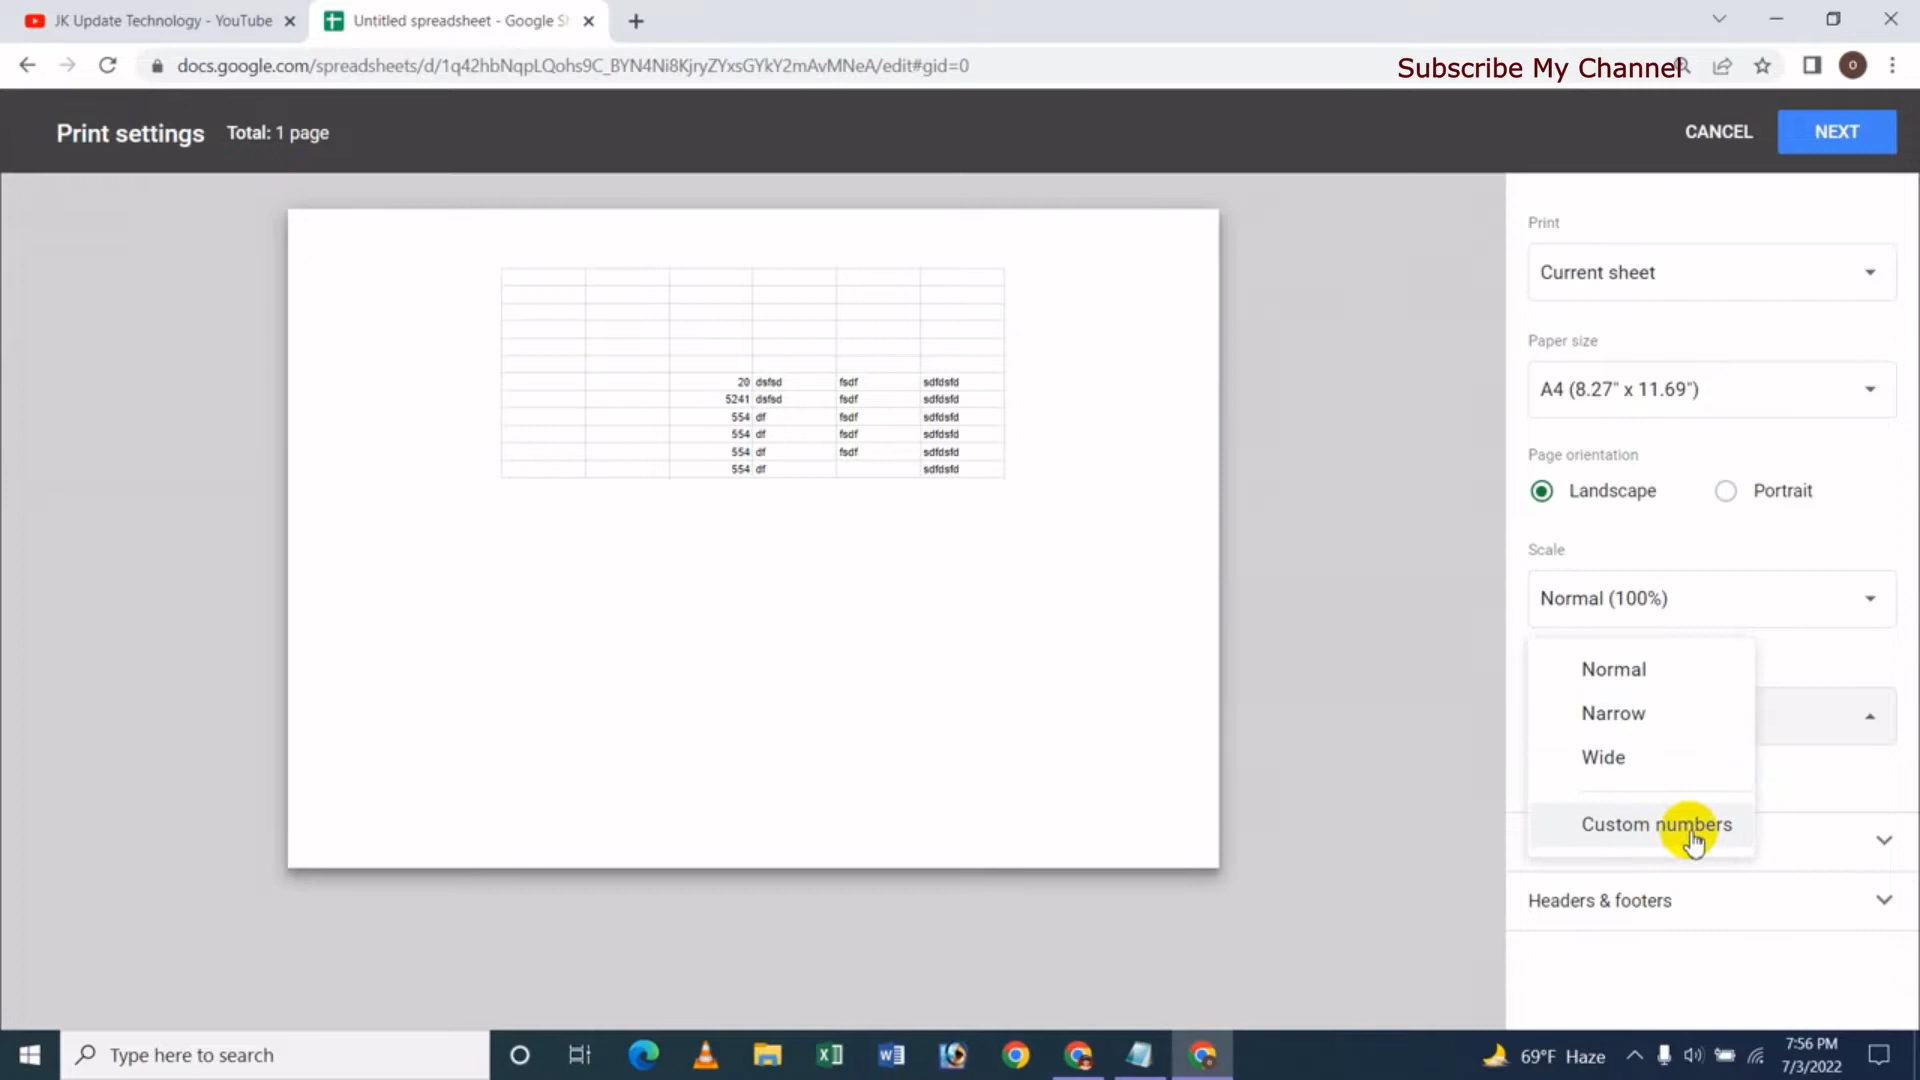 JK Update Technology - YouTube
Untitled spreadsheet - Google Sh
docs.google.com/spreadsheets/d/1q42hbNqpLQohs9C_BYN4Ni8KjryZYxsGYkY2mAvMNeA/edit#gid=0
Subscribe My Channel
Print settings Total: 1 page
CANCEL NEXT
Print
Current sheet
Paper size
A4 (8.27" x 11.69")
Page orientation
Landscape Portrait
Scale
Normal (100%)
Normal
Narrow
Wide
Custom numbers
Headers & footers
20 dsfsd fsdf sdfdsfd
5241 dsfsd fsdf sdfdsfd
554 df fsdf sdfdsfd
554 df fsdf sdfdsfd
554 df fsdf sdfdsfd
554 df sdfdsfd
Type here to search
69°F Haze
7:56 PM
7/3/2022